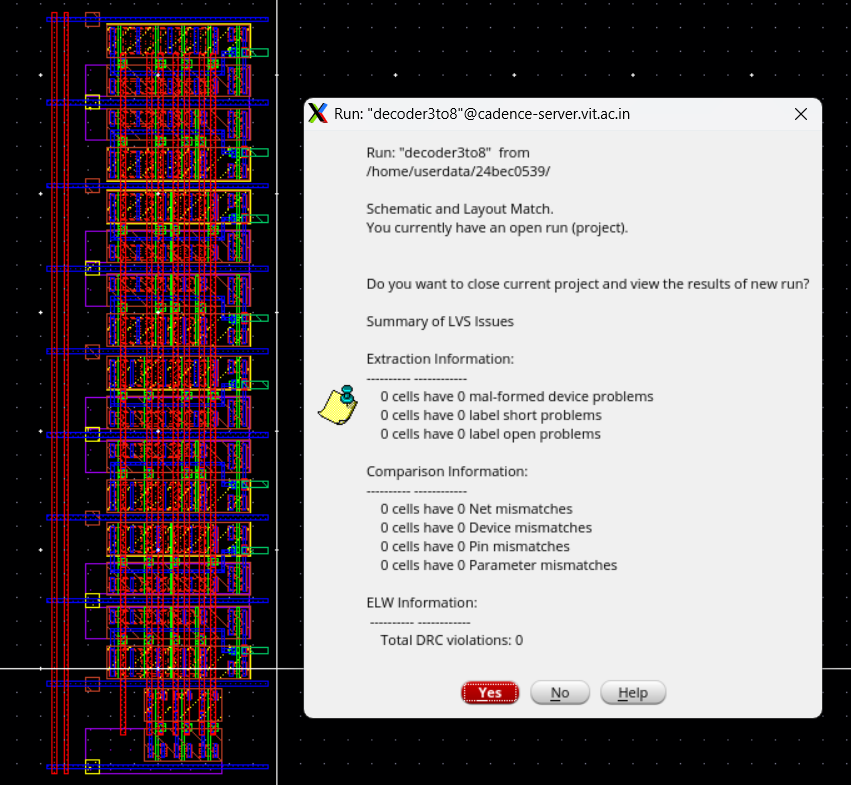 Run: "decoder3to8"@cadence-server.vit.ac.in
Run: "decoder3to8"  from
/home/userdata/24bec0539/
Schematic and Layout Match.
You currently have an open run (project).
Do you want to close current project and view the results of new run?
Summary of LVS Issues
Extraction Information:
---------- ------------
0 cells have 0 mal-formed device problems
0 cells have 0 label short problems
0 cells have 0 label open problems
Comparison Information:
---------- ------------
0 cells have 0 Net mismatches
0 cells have 0 Device mismatches
0 cells have 0 Pin mismatches
0 cells have 0 Parameter mismatches
ELW Information:
---------- ------------
Total DRC violations: 0
Yes No Help